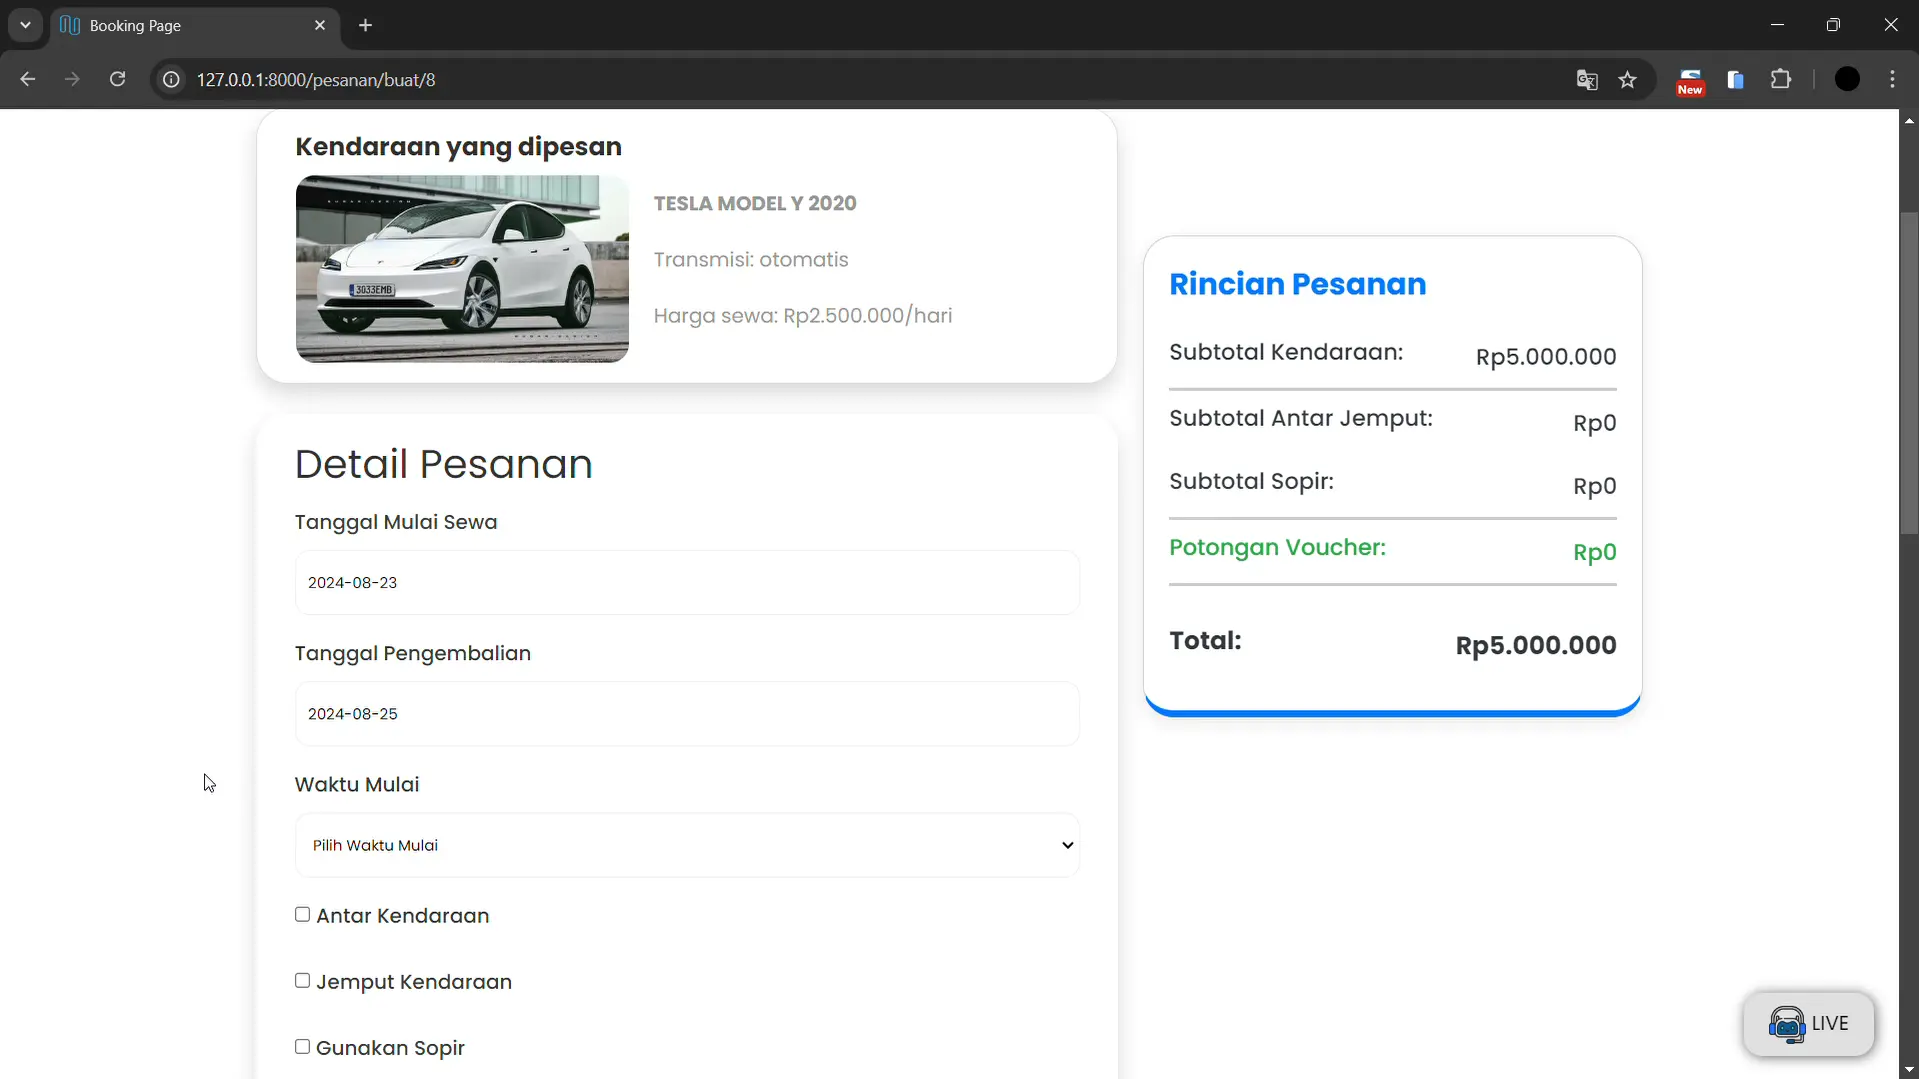 Booking Page
127.0.0.1:8000/pesanan/buat/8
New
Kendaraan yang dipesan
3033EMB
TESLA MODEL Y 2020
Transmisi: otomatis
Harga sewa: Rp2.500.000/hari
Detail Pesanan
Tanggal Mulai Sewa
2024-08-23
Tanggal Pengembalian
2024-08-25
Waktu Mulai
Pilih Waktu Mulai
Antar Kendaraan
Jemput Kendaraan
Gunakan Sopir
Rincian Pesanan
Subtotal Kendaraan: Rp5.000.000
Subtotal Antar Jemput: Rp0
Subtotal Sopir: Rp0
Potongan Voucher: Rp0
Total: Rp5.000.000
LIVE